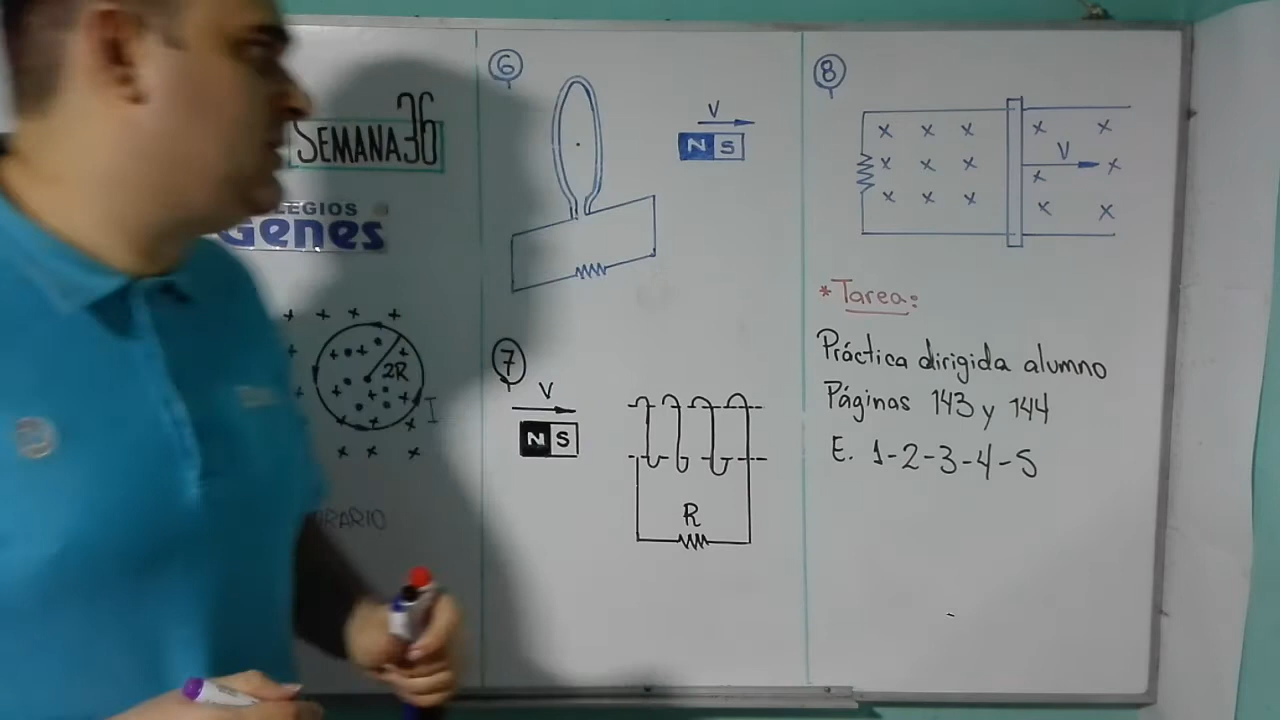 SEMANA 36
Genes
2R
I
6
V
N S
7
V
N S
R
8
V
* Tarea:
Práctica dirigida alumno
Páginas 143 y 144
E. 1-2-3-4-5